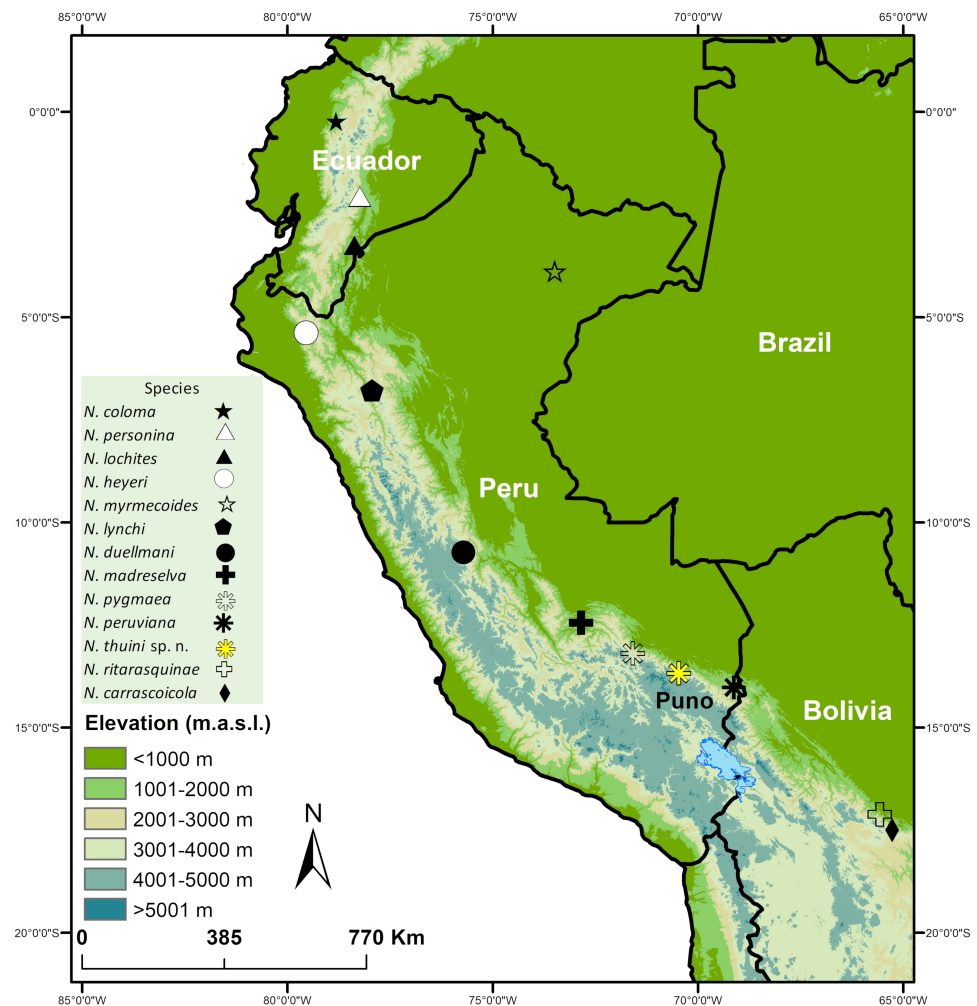 85°0'0"W 80°0'0"W 75°0'0"W 70°0'0"W 65°0'0"W
0°0'0" 0°0'0"
Ecuador
5°0'0"S 5°0'0"S
Brazil
Species
N. coloma
N. personina
N. lochites
N. heyeri
N. myrmecoides
N. lynchi
N. duellmani
N. madreselva
N. pygmaea
N. peruviana
N. thuini sp. n.
N. ritarasquinae
N. carrascoicola
Peru
10°0'0"S 10°0'0"S
Puno
Bolivia
15°0'0"S 15°0'0"S
Elevation (m.a.s.l.)
<1000 m
1001-2000 m
2001-3000 m
3001-4000 m
4001-5000 m
>5001 m
N
20°0'0"S 20°0'0"S
0 385 770 Km
85°0'0"W 80°0'0"W 75°0'0"W 70°0'0"W 65°0'0"W